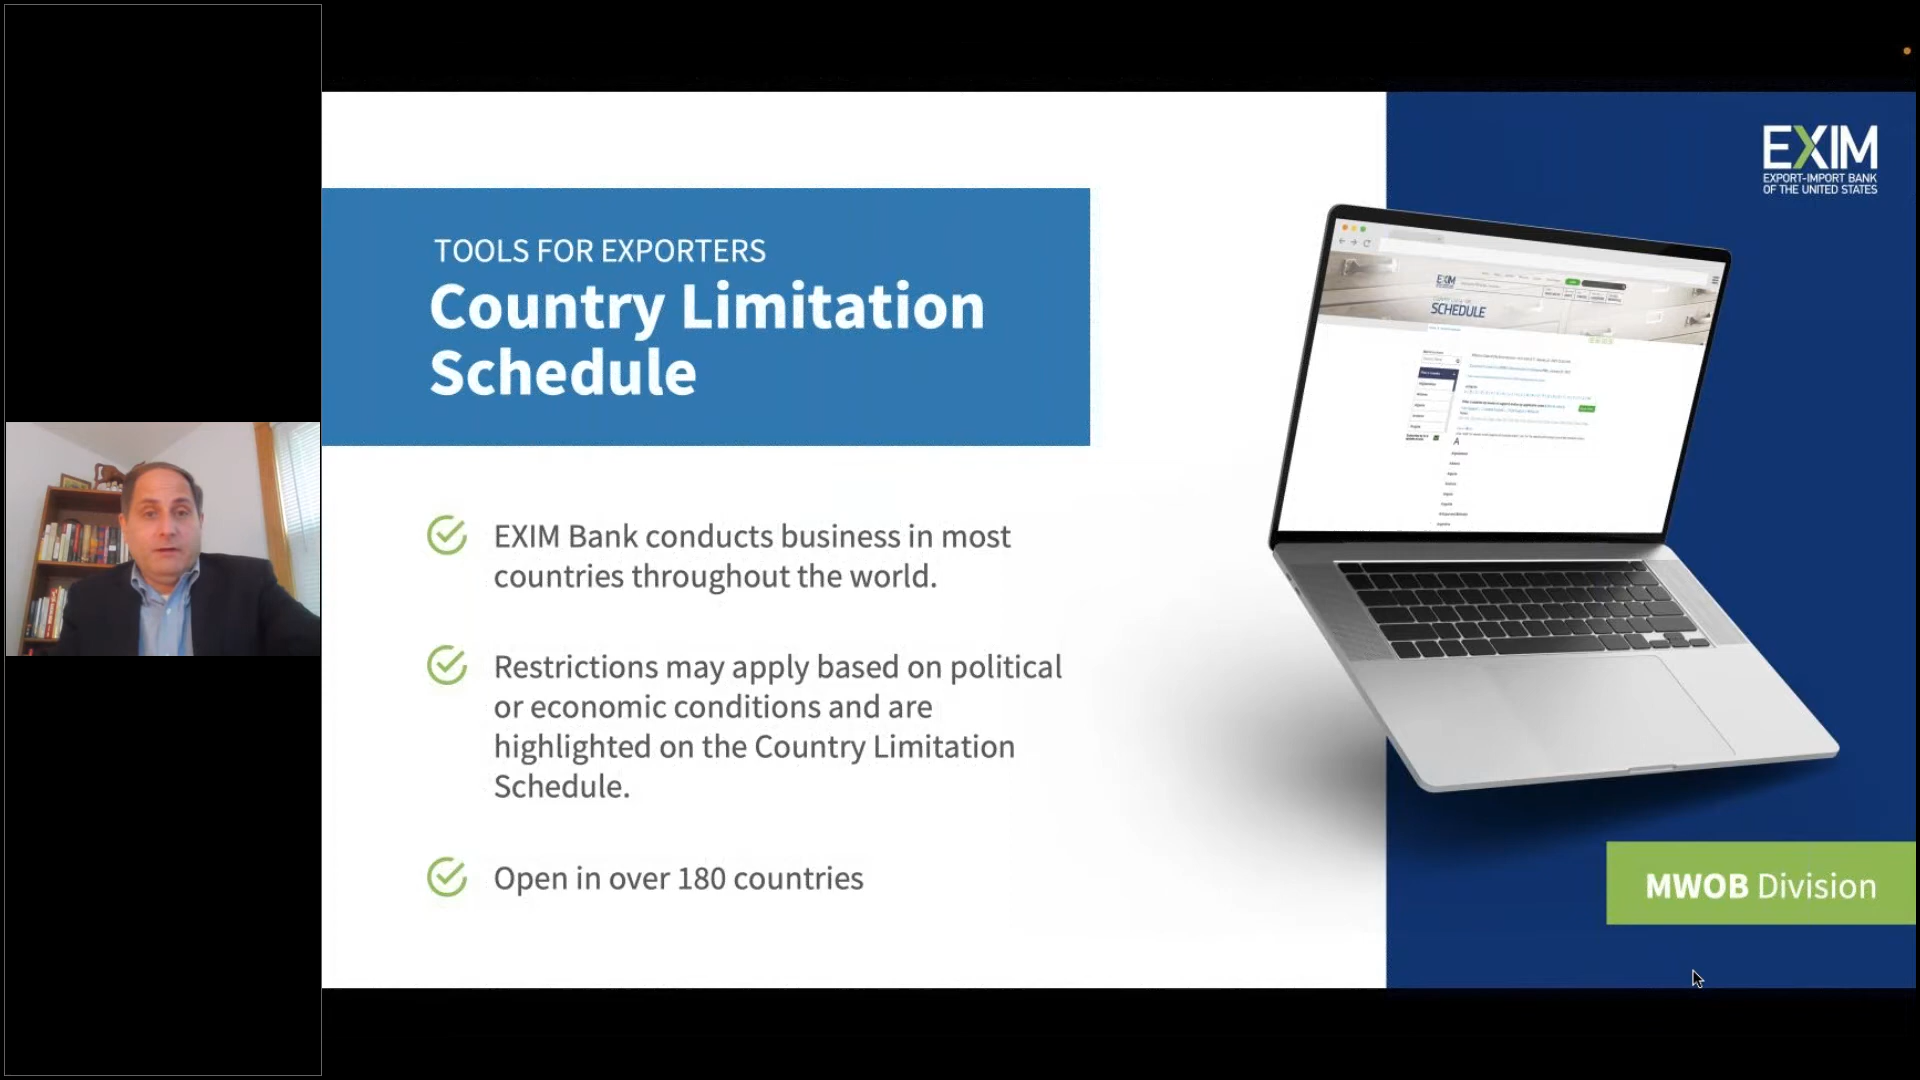 EXIM
EXPORT-IMPORT BANK
OF THE UNITED STATES
TOOLS FOR EXPORTERS
Country Limitation
Schedule
EXIM
SCHEDULE
A
EXIM Bank conducts business in most
countries throughout the world.
Restrictions may apply based on political
or economic conditions and are
highlighted on the Country Limitation
Schedule.
Open in over 180 countries
MWOB Division